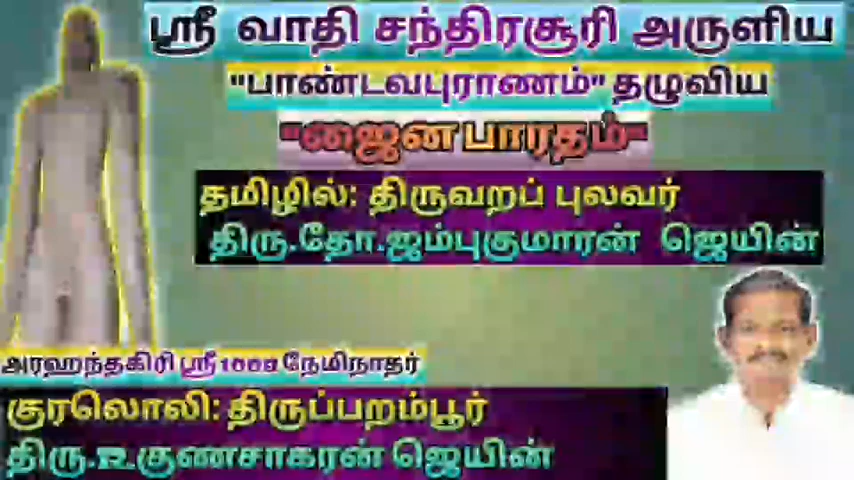 ஸ்ரீ வாதி சந்திரசூரி அருளிய
"பாண்டவபுராணம்" தழுவிய
"ஜைன பாரதம்"
தமிழில்: திருவறப் புலவர்
திரு.தோ.ஜம்புகுமாரன் ஜெயின்
அரஹந்தகிரி ஸ்ரீ 1008 நேமிநாதர்
குரலொலி: திருப்பறம்பூர்
திரு.உ.குணசாகரன் ஜெயின்